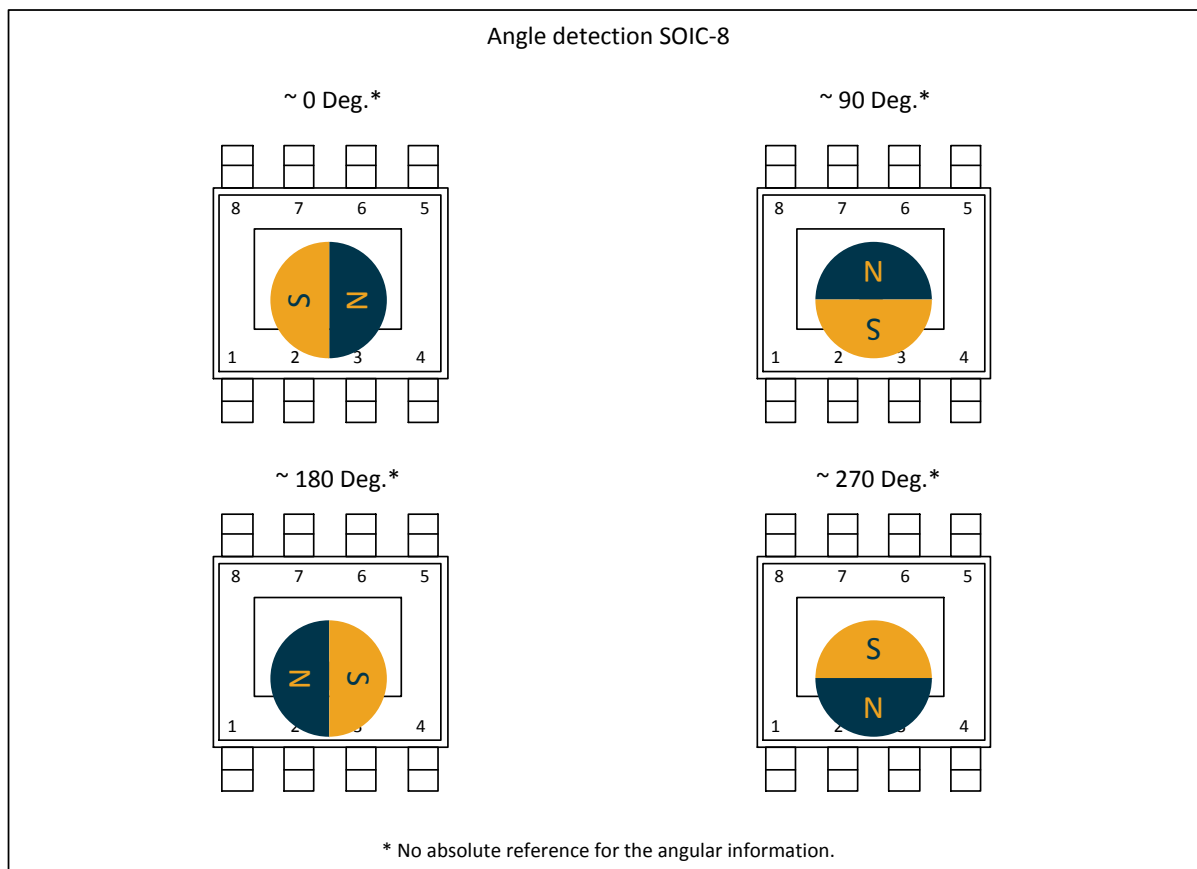 Angle detection SOIC-8
~ 0 Deg.* ~ 90 Deg.*
8 7 6 5 8 7 6 5
S N N
S
1 2 3 4 1 2 3 4
~ 180 Deg.* ~ 270 Deg.*
8 7 6 5 8 7 6 5
N S S
N
1 4 1 4
* No absolute reference for the angular information.